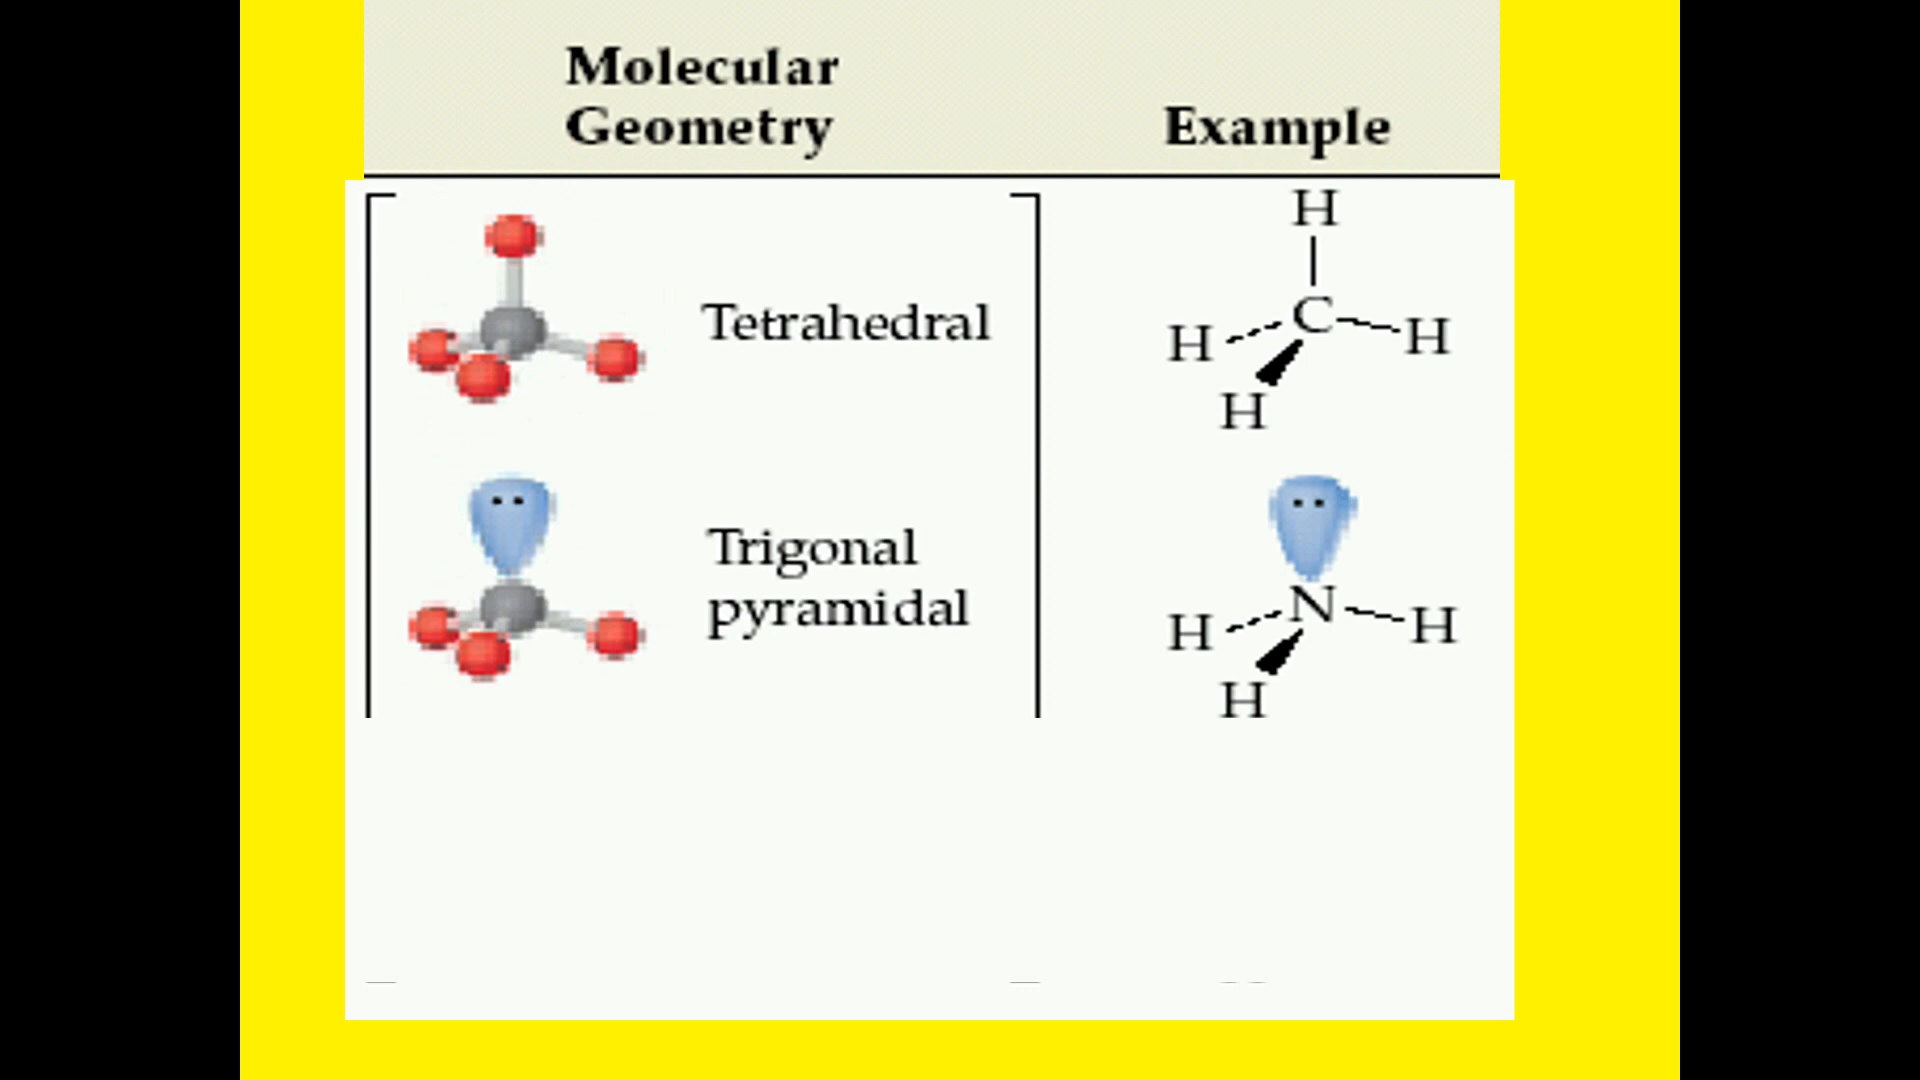 Molecular
Geometry
Example
Tetrahedral
H
C
H
H
H
Trigonal
pyramidal
N
H
H
H